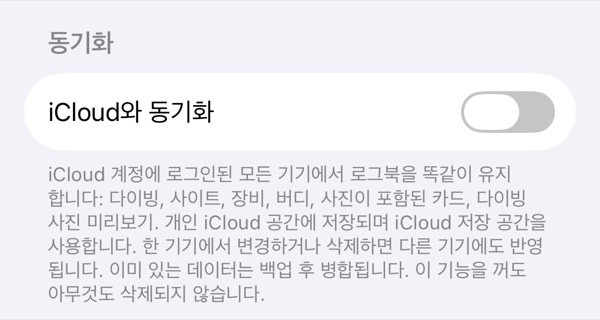 동기화
iCloud와 동기화
iCloud 계정에 로그인된 모든 기기에서 로그북을 똑같이 유지
합니다: 다이빙, 사이트, 장비, 버디, 사진이 포함된 카드, 다이빙
사진 미리보기. 개인 iCloud 공간에 저장되며 iCloud 저장 공간을
사용합니다. 한 기기에서 변경하거나 삭제하면 다른 기기에도 반영
됩니다. 이미 있는 데이터는 백업 후 병합됩니다. 이 기능을 꺼도
아무것도 삭제되지 않습니다.